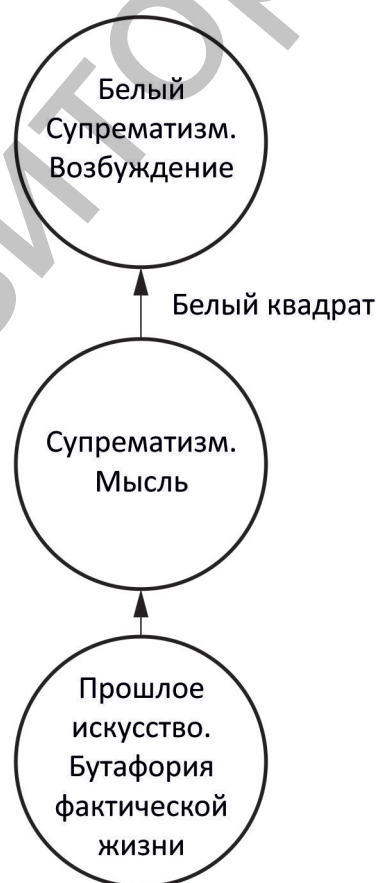 Белый
Супрематизм.
Возбуждение
Белый квадрат
Супрематизм.
Мысль
Прошлое
искусство.
Бутафория
фактической
жизни